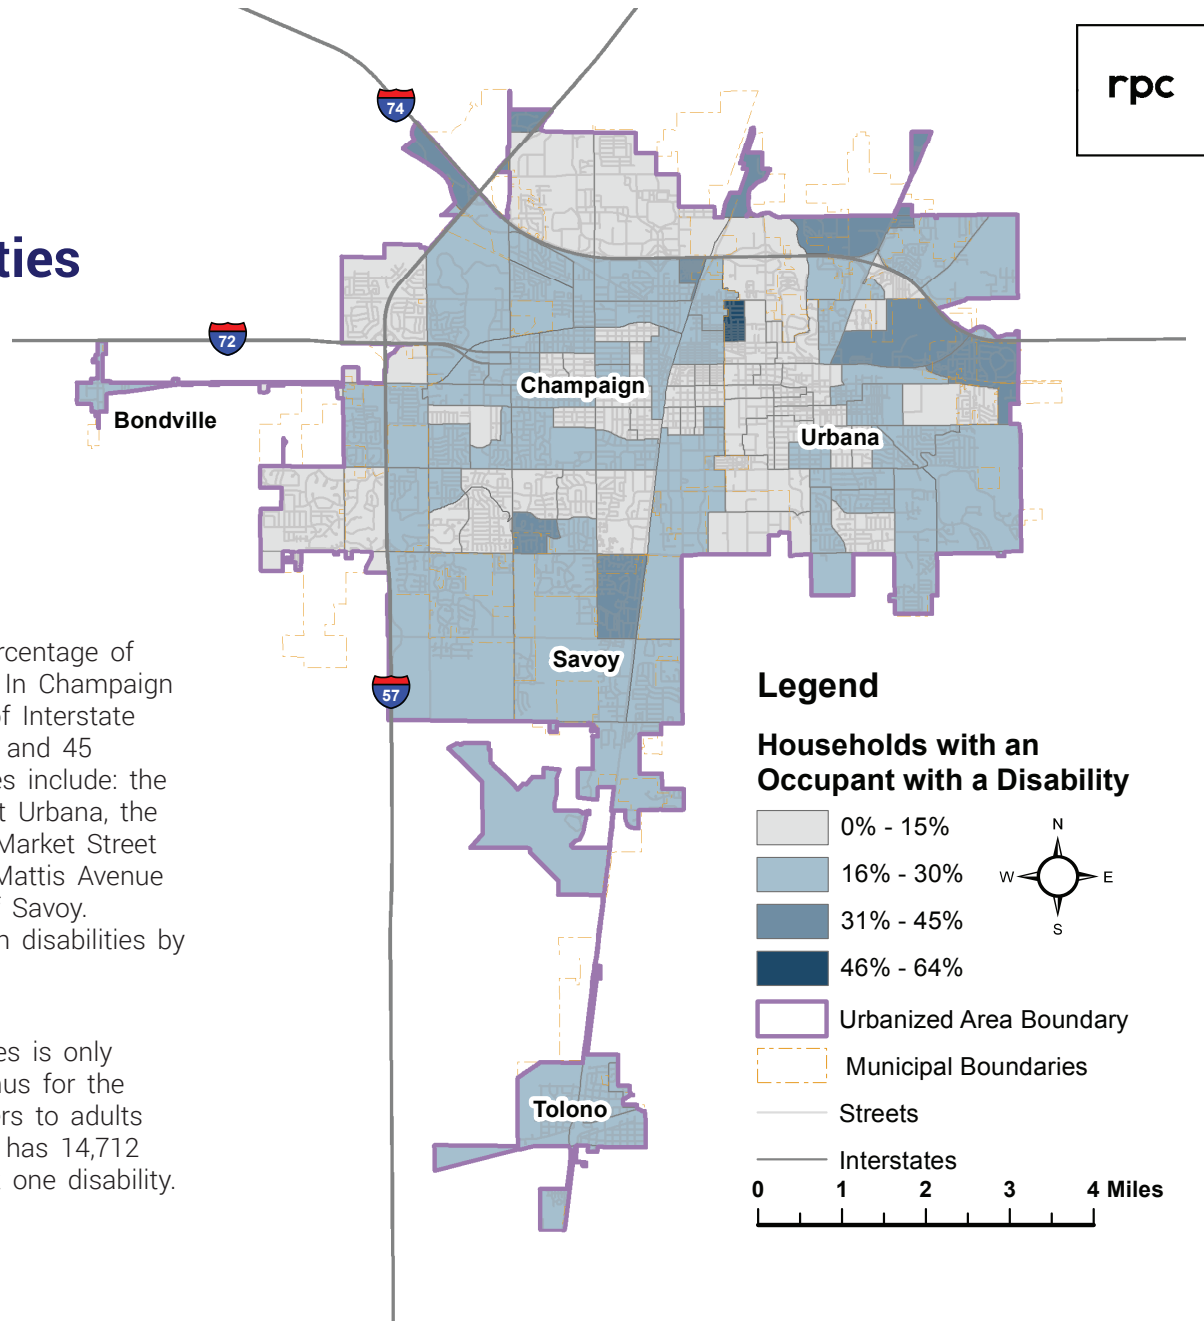 rpc
74
ties
72
Champaign
Bondville
Urbana
rcentage of
In Champaign
of Interstate
and 45
es include: the
t Urbana, the
Market Street
Mattis Avenue
Savoy.
n disabilities by
Savoy
57
es is only
nus for the
ers to adults
has 14,712
one disability.
Tolono
Legend
Households with an
Occupant with a Disability
0% - 15%
16% - 30%
31% - 45%
46% - 64%
Urbanized Area Boundary
Municipal Boundaries
Streets
Interstates
N
W E
S
0 1 2 3 4 Miles